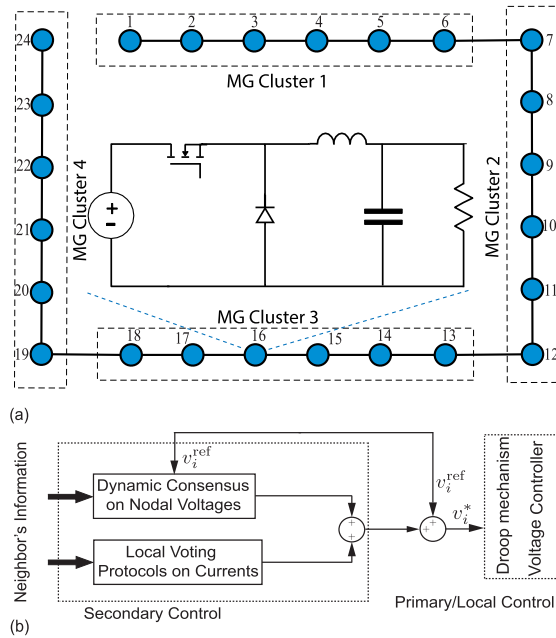 24
1 2 3 4 5 6
7
MG Cluster 1
23
8
22
9
MG Cluster 4
+
-
MG Cluster 2
21
10
20
11
MG Cluster 3
19
18 17 16 15 14 13
12
(a)
Neighbor's Information
v_i^ref
Dynamic Consensus
on Nodal Voltages
Local Voting
Protocols on Currents
+
+
+ +
v_i^ref
v_i^*
Droop mechanism
Voltage Controller
Secondary Control
Primary/Local Control
(b)